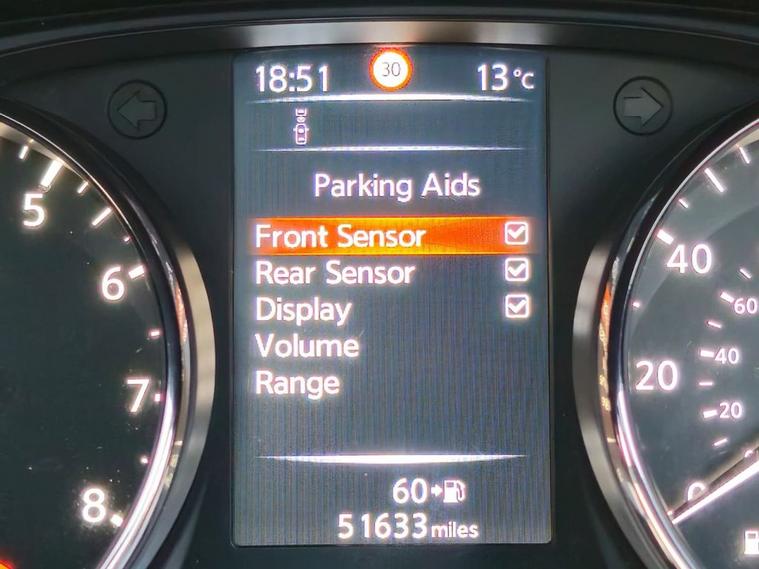 18:51 30 13°C
Parking Aids
Front Sensor
Rear Sensor
Display
Volume
Range
60
51633 miles
5
6
7
8
40
20
0
60
40
20